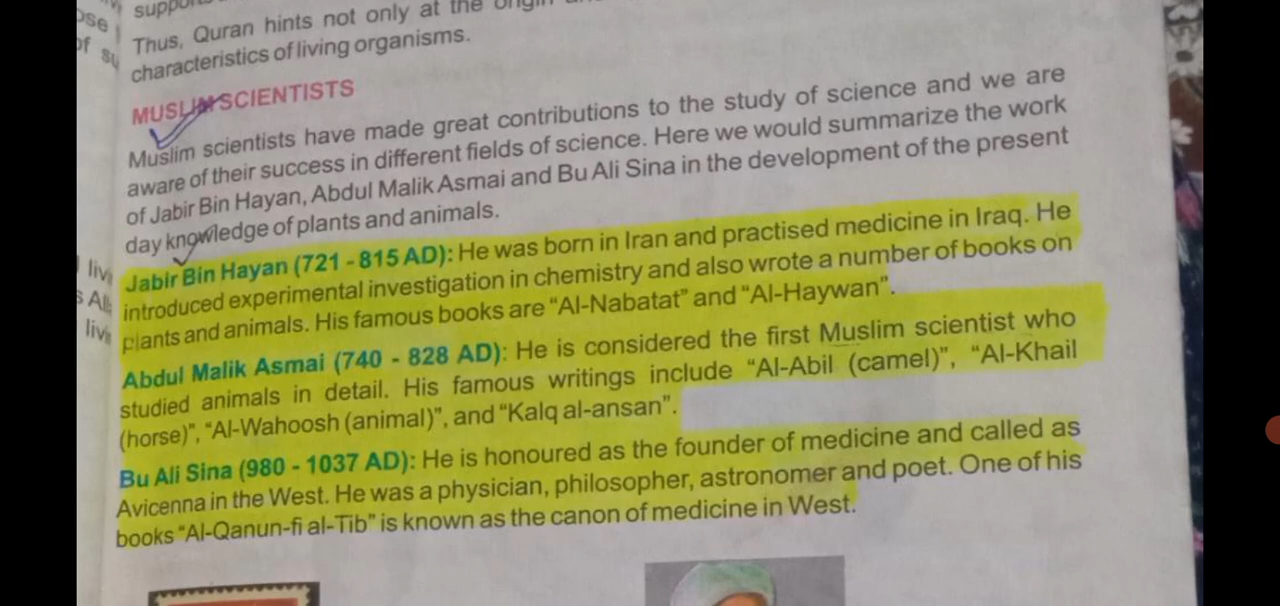 Thus, Quran hints not only at the origin
characteristics of living organisms.
MUSLIM SCIENTISTS
Muslim scientists have made great contributions to the study of science and we are
aware of their success in different fields of science. Here we would summarize the work
of Jabir Bin Hayan, Abdul Malik Asmai and Bu Ali Sina in the development of the present
day knowledge of plants and animals.
Jabir Bin Hayan (721 - 815 AD): He was born in Iran and practised medicine in Iraq. He
introduced experimental investigation in chemistry and also wrote a number of books on
plants and animals. His famous books are “Al-Nabatat” and “Al-Haywan”.
Abdul Malik Asmai (740 - 828 AD): He is considered the first Muslim scientist who
studied animals in detail. His famous writings include “Al-Abil (camel)”, “Al-Khail
(horse)”, “Al-Wahoosh (animal)”, and “Kalq al-ansan”.
Bu Ali Sina (980 - 1037 AD): He is honoured as the founder of medicine and called as
Avicenna in the West. He was a physician, philosopher, astronomer and poet. One of his
books “Al-Qanun-fi al-Tib” is known as the canon of medicine in West.